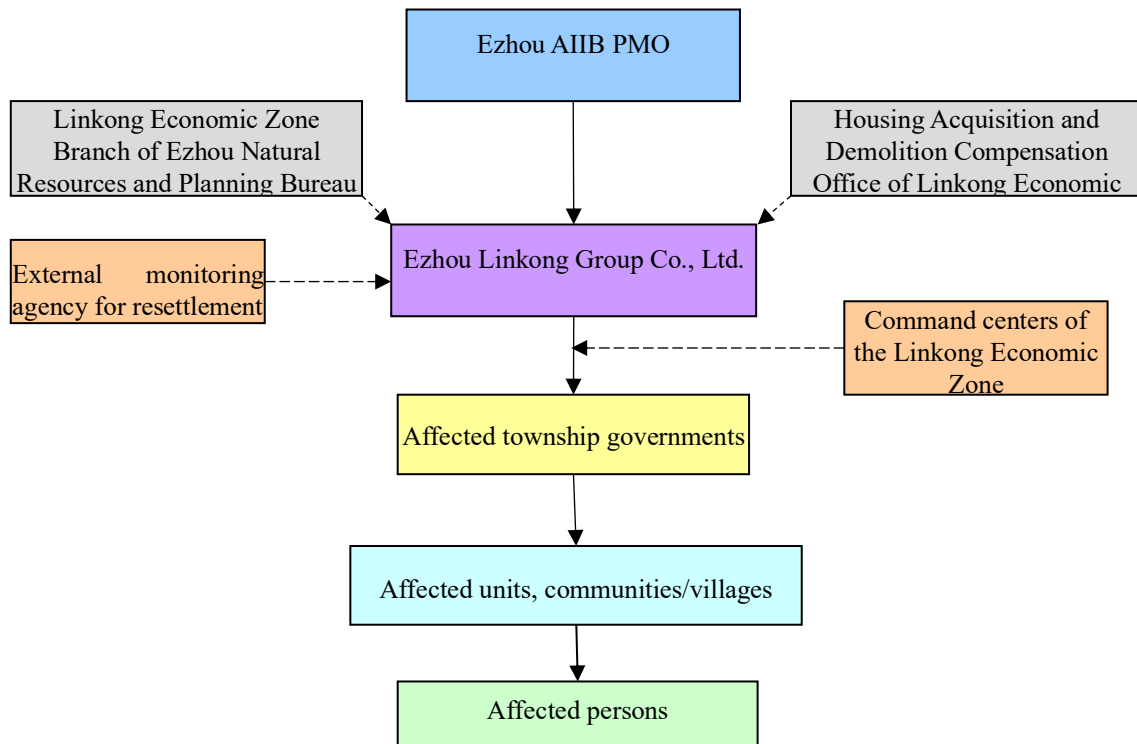 Ezhou AIIB PMO
Linkong Economic Zone
Branch of Ezhou Natural
Resources and Planning Bureau
Housing Acquisition and
Demolition Compensation
Office of Linkong Economic
Ezhou Linkong Group Co., Ltd.
External monitoring
agency for resettlement
Command centers of
the Linkong Economic
Zone
Affected township governments
Affected units, communities/villages
Affected persons